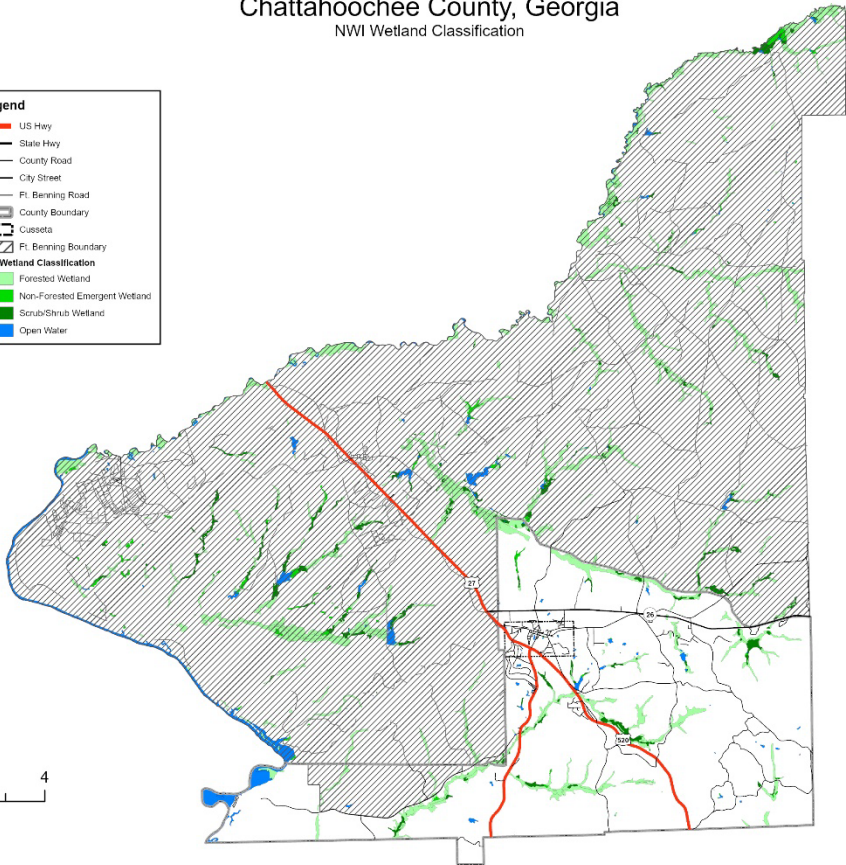 Chattahoochee County, Georgia
NWI Wetland Classification
gend
US Hwy
State Hwy
County Road
City Street
Ft. Benning Road
County Boundary
Cusseta
Ft. Benning Boundary
Wetland Classification
Forested Wetland
Non-Forested Emergent Wetland
Scrub/Shrub Wetland
Open Water
27
26
520
4